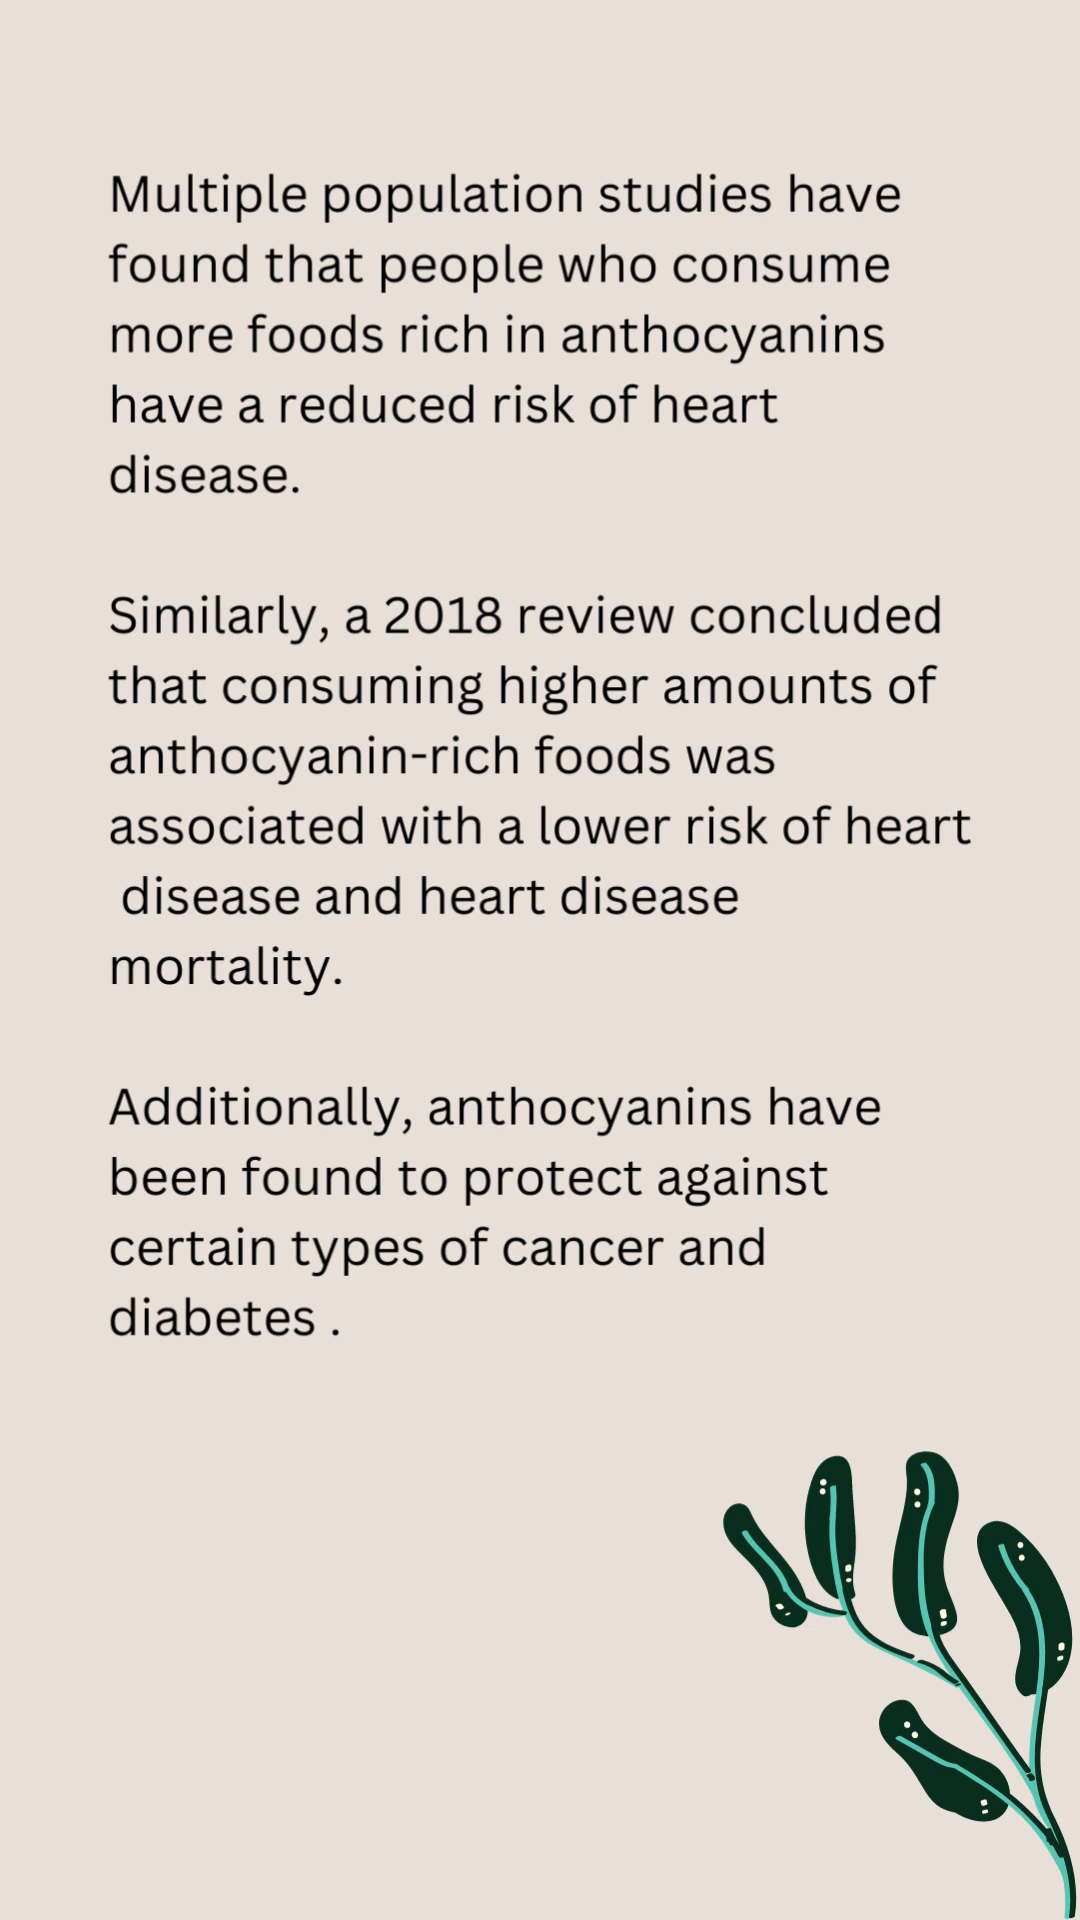 Multiple population studies have
found that people who consume
more foods rich in anthocyanins
have a reduced risk of heart
disease.
Similarly, a 2018 review concluded
that consuming higher amounts of
anthocyanin-rich foods was
associated with a lower risk of heart
disease and heart disease
mortality.
Additionally, anthocyanins have
been found to protect against
certain types of cancer and
diabetes .